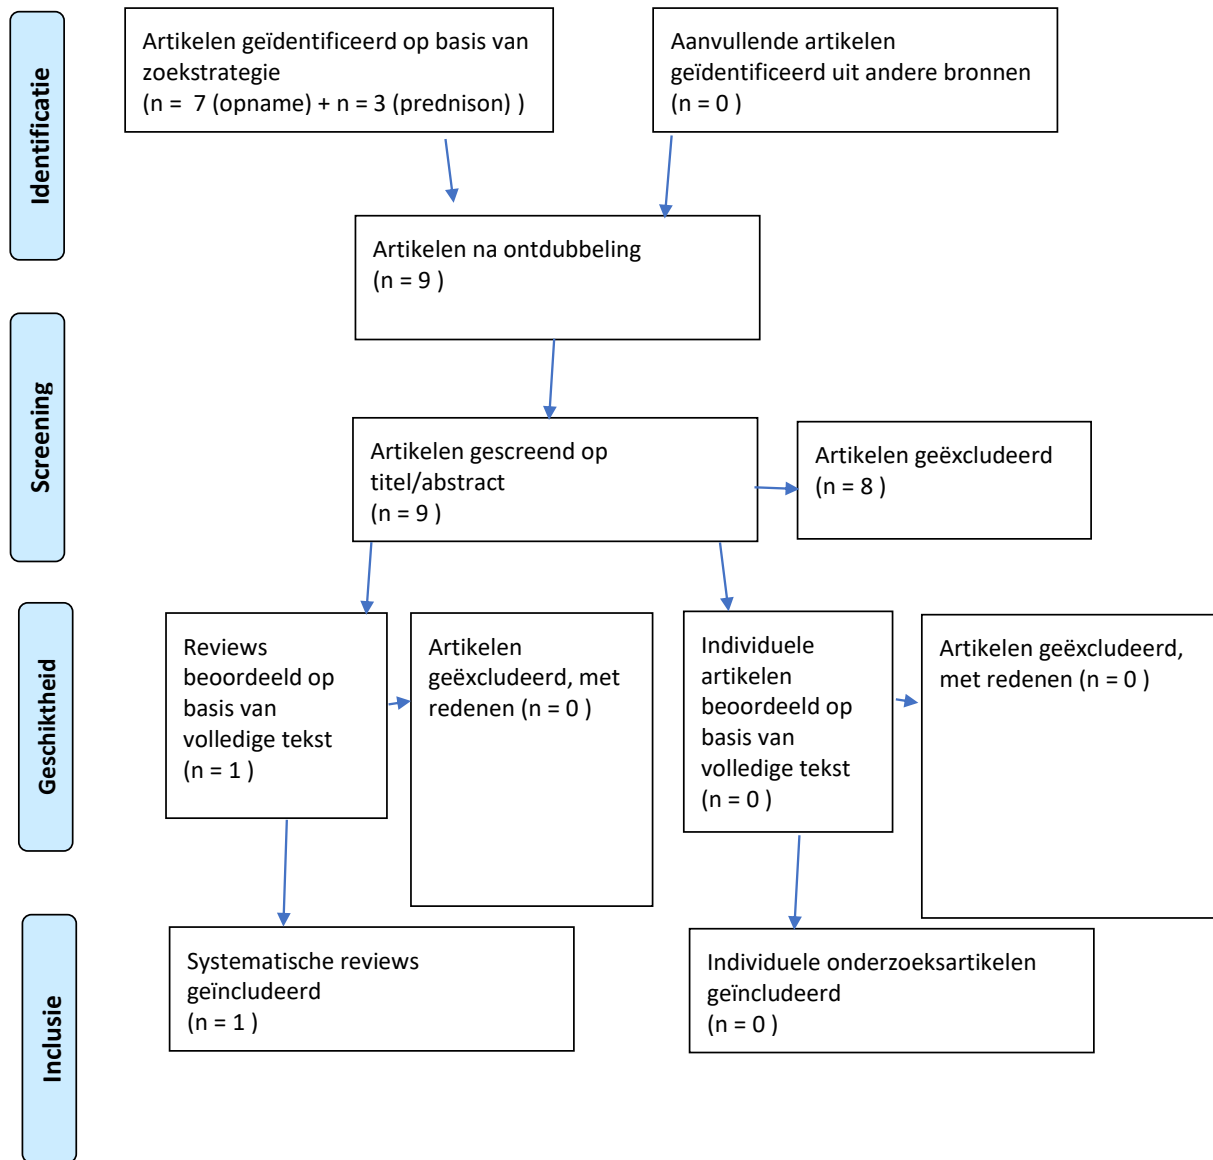 Identificatie
Artikelen geïdentificeerd op basis van
zoekstrategie
(n =  7 (opname) + n = 3 (prednison) )
Aanvullende artikelen
geïdentificeerd uit andere bronnen
(n = 0 )
Artikelen na ontdubbeling
(n = 9 )
Screening
Artikelen gescreend op
titel/abstract
(n = 9 )
Artikelen geëxcludeerd
(n = 8 )
Geschiktheid
Reviews
beoordeeld op
basis van
volledige tekst
(n = 1 )
Artikelen
geëxcludeerd, met
redenen (n = 0 )
Individuele
artikelen
beoordeeld op
basis van
volledige tekst
(n = 0 )
Artikelen geëxcludeerd,
met redenen (n = 0 )
Inclusie
Systematische reviews
geïncludeerd
(n = 1 )
Individuele onderzoeksartikelen
geïncludeerd
(n = 0 )